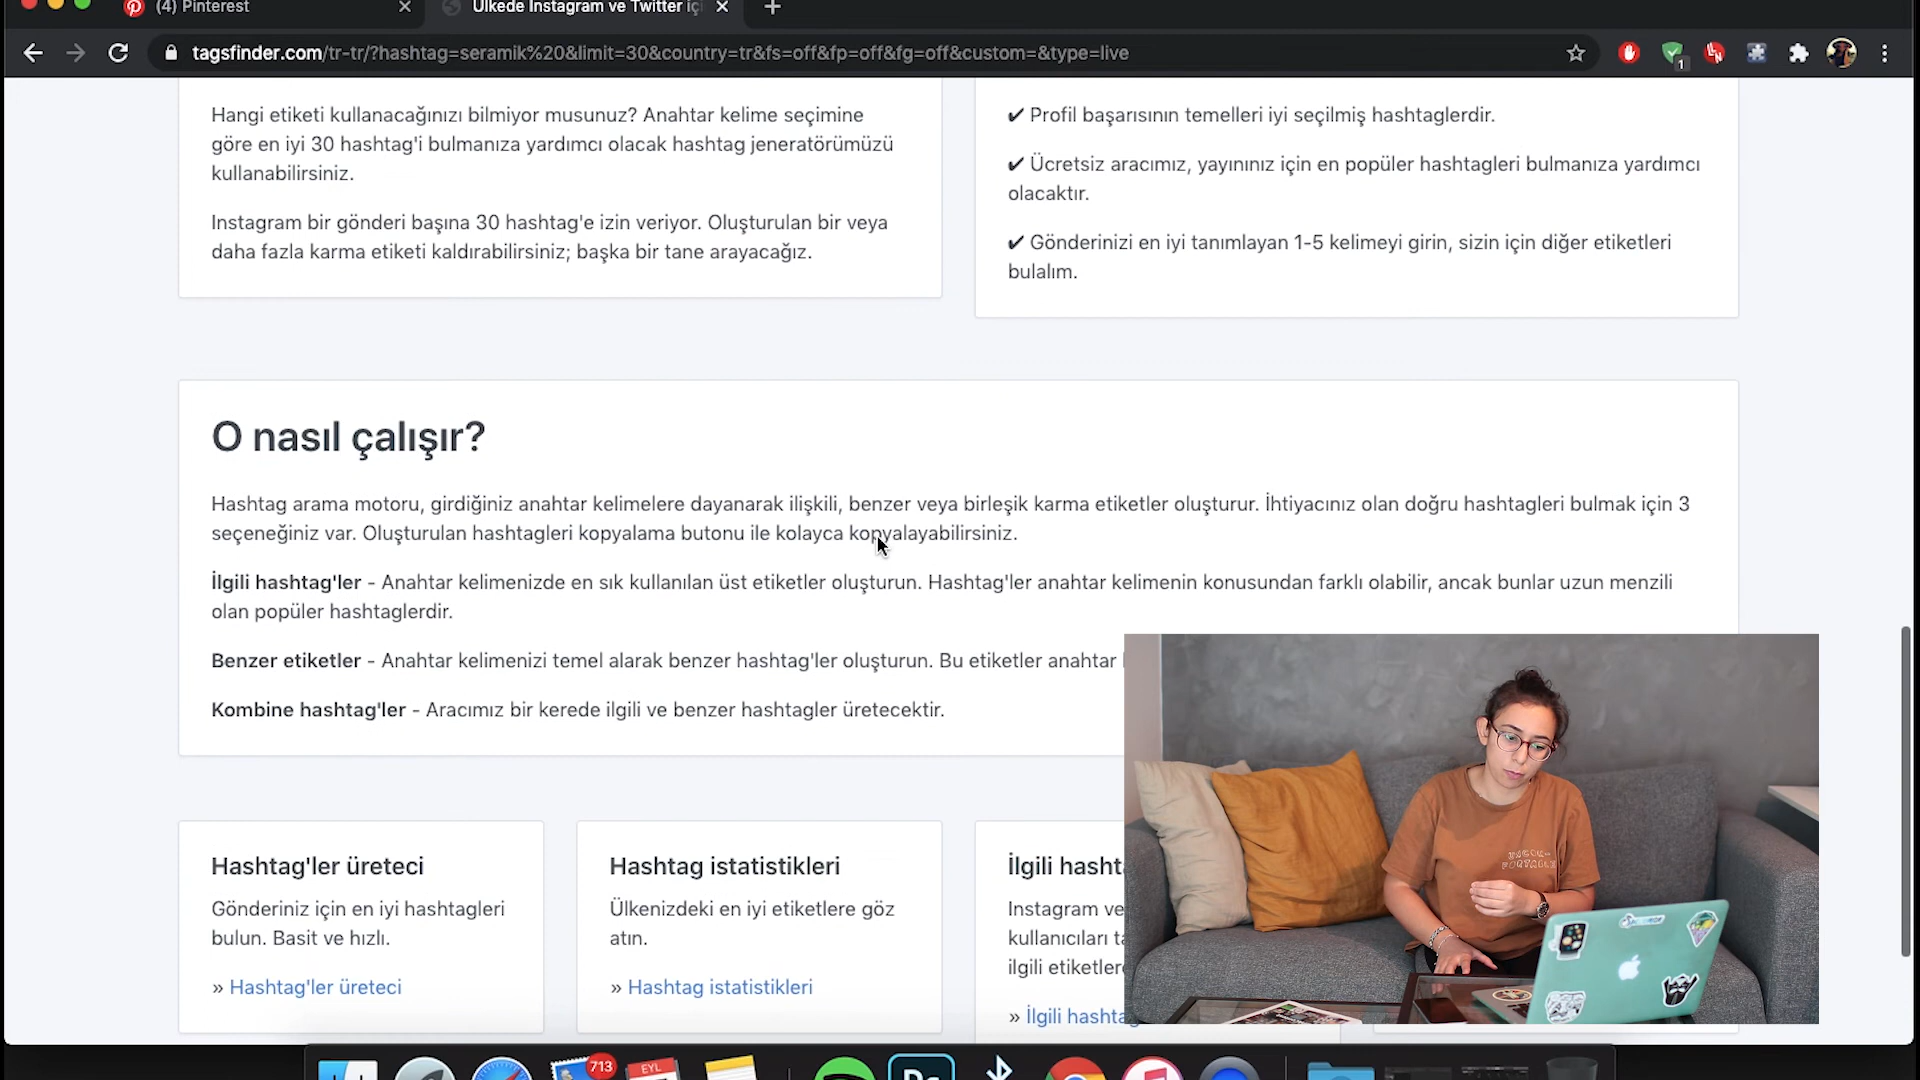 (4) Pinterest
Ülkede Instagram ve Twitter içi
tagsfinder.com/tr-tr/?hashtag=seramik%20&limit=30&country=tr&fs=off&fp=off&fg=off&custom=&type=live
1
Hangi etiketi kullanacağınızı bilmiyor musunuz? Anahtar kelime seçimine
göre en iyi 30 hashtag'i bulmanıza yardımcı olacak hashtag jeneratörümüzü
kullanabilirsiniz.
Instagram bir gönderi başına 30 hashtag'e izin veriyor. Oluşturulan bir veya
daha fazla karma etiketi kaldırabilirsiniz; başka bir tane arayacağız.
✔ Profil başarısının temelleri iyi seçilmiş hashtaglerdir.
✔ Ücretsiz aracımız, yayınınız için en popüler hashtagleri bulmanıza yardımcı
olacaktır.
✔ Gönderinizi en iyi tanımlayan 1-5 kelimeyi girin, sizin için diğer etiketleri
bulalım.
O nasıl çalışır?
Hashtag arama motoru, girdiğiniz anahtar kelimelere dayanarak ilişkili, benzer veya birleşik karma etiketler oluşturur. İhtiyacınız olan doğru hashtagleri bulmak için 3
seçeneğiniz var. Oluşturulan hashtagleri kopyalama butonu ile kolayca kopyalayabilirsiniz.
İlgili hashtag'ler - Anahtar kelimenizde en sık kullanılan üst etiketler oluşturun. Hashtag'ler anahtar kelimenin konusundan farklı olabilir, ancak bunlar uzun menzili
olan popüler hashtaglerdir.
Benzer etiketler - Anahtar kelimenizi temel alarak benzer hashtag'ler oluşturun. Bu etiketler anahtar
Kombine hashtag'ler - Aracımız bir kerede ilgili ve benzer hashtagler üretecektir.
Hashtag'ler üreteci
Gönderiniz için en iyi hashtagleri
bulun. Basit ve hızlı.
» Hashtag'ler üreteci
Hashtag istatistikleri
Ülkenizdeki en iyi etiketlere göz
atın.
» Hashtag istatistikleri
İlgili hasht
Instagram ve
kullanıcıları ta
ilgili etiketler
» İlgili hashtag
713
EYL